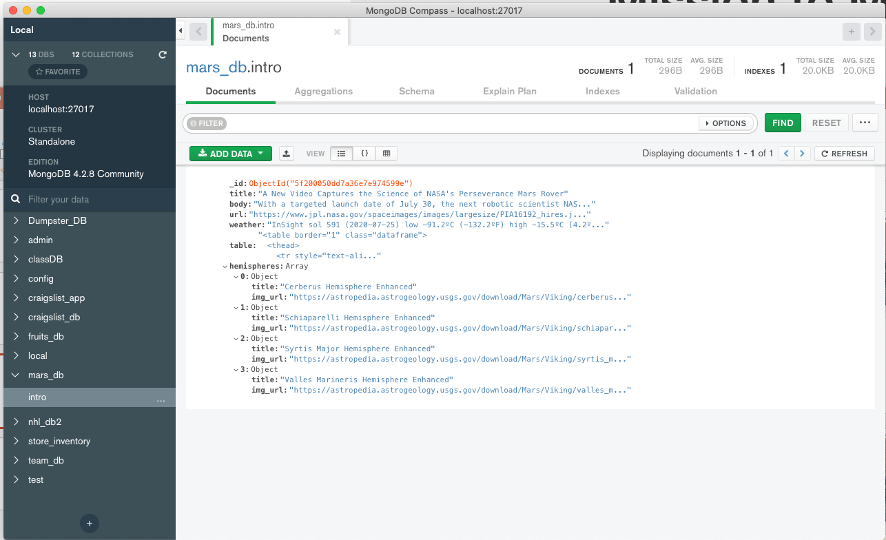 MongoDB Compass - localhost:27017
Local
13 DBS 12 COLLECTIONS
FAVORITE
HOST
localhost:27017
CLUSTER
Standalone
EDITION
MongoDB 4.2.8 Community
Filter your data
Dumpster_DB
admin
classDB
config
craigslist_app
craigslist_db
fruits_db
local
mars_db
intro ...
nhl_db2
store_inventory
team_db
test
+
mars_db.intro
Documents
mars_db.intro
DOCUMENTS 1 TOTAL SIZE 296B AVG. SIZE 296B INDEXES 1 TOTAL SIZE 20.0KB AVG. SIZE 20.0KB
Documents Aggregations Schema Explain Plan Indexes Validation
FILTER OPTIONS FIND RESET ...
ADD DATA VIEW {} Displaying documents 1 - 1 of 1 REFRESH
_id: ObjectId("5f200050dd7a36e7e974599e")
title: "A New Video Captures the Science of NASA's Perseverance Mars Rover"
body: "With a targeted launch date of July 30, the next robotic scientist NAS..."
url: "https://www.jpl.nasa.gov/spaceimages/images/largesize/PIA16192_hires.j..."
weather: "InSight sol 591 (2020-07-25) low -91.2ºC (-132.2ºF) high -15.5ºC (4.2º..."
"<table border="1" class="dataframe">
table: <thead>
<tr style="text-ali..."
hemispheres: Array
0: Object
title: "Cerberus Hemisphere Enhanced"
img_url: "https://astropedia.astrogeology.usgs.gov/download/Mars/Viking/cerberus..."
1: Object
title: "Schiaparelli Hemisphere Enhanced"
img_url: "https://astropedia.astrogeology.usgs.gov/download/Mars/Viking/schiapar..."
2: Object
title: "Syrtis Major Hemisphere Enhanced"
img_url: "https://astropedia.astrogeology.usgs.gov/download/Mars/Viking/syrtis_m..."
3: Object
title: "Valles Marineris Hemisphere Enhanced"
img_url: "https://astropedia.astrogeology.usgs.gov/download/Mars/Viking/valles_m..."